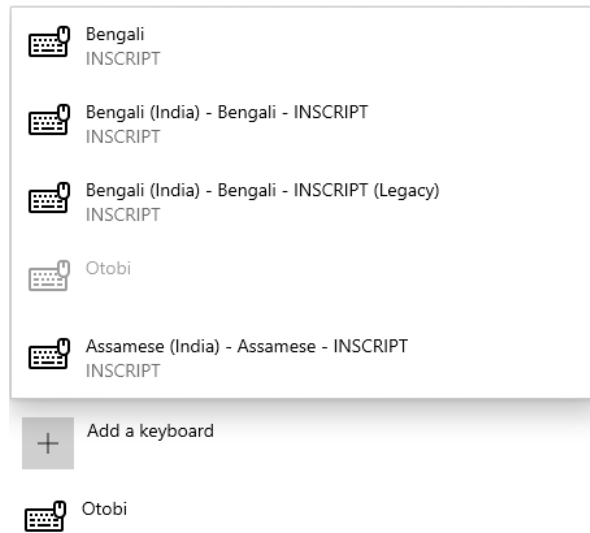 Bengali
INSCRIPT
Bengali (India) - Bengali - INSCRIPT
INSCRIPT
Bengali (India) - Bengali - INSCRIPT (Legacy)
INSCRIPT
Otobi
Assamese (India) - Assamese - INSCRIPT
INSCRIPT
Add a keyboard
Otobi